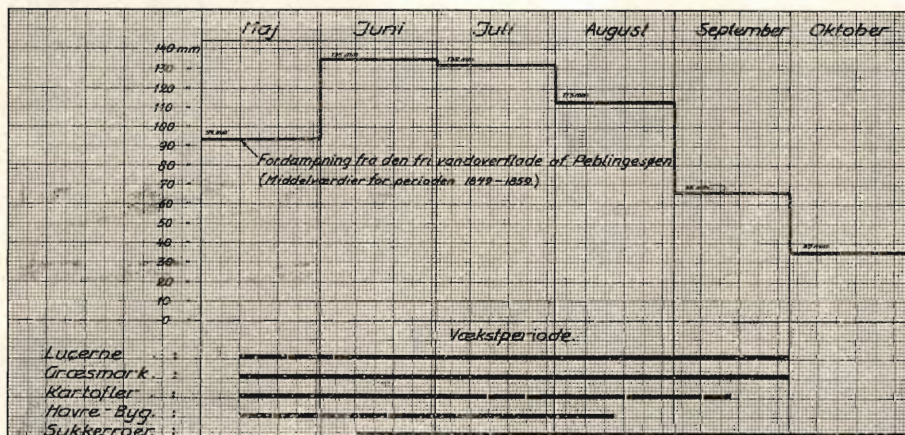 Maj Juni Juli August September Oktober
140 mm
130
120
110
100
90
80
70
60
50
40
30
20
10
0
Fordampning fra den fri vandoverflade af Peblingesøen
(Middelværdier for perioden 1849-1859.)
Vækstperiode.
Lucerne :
Græsmark. :
Kartofler :
Havre-Byg. :
Sukkerroer :